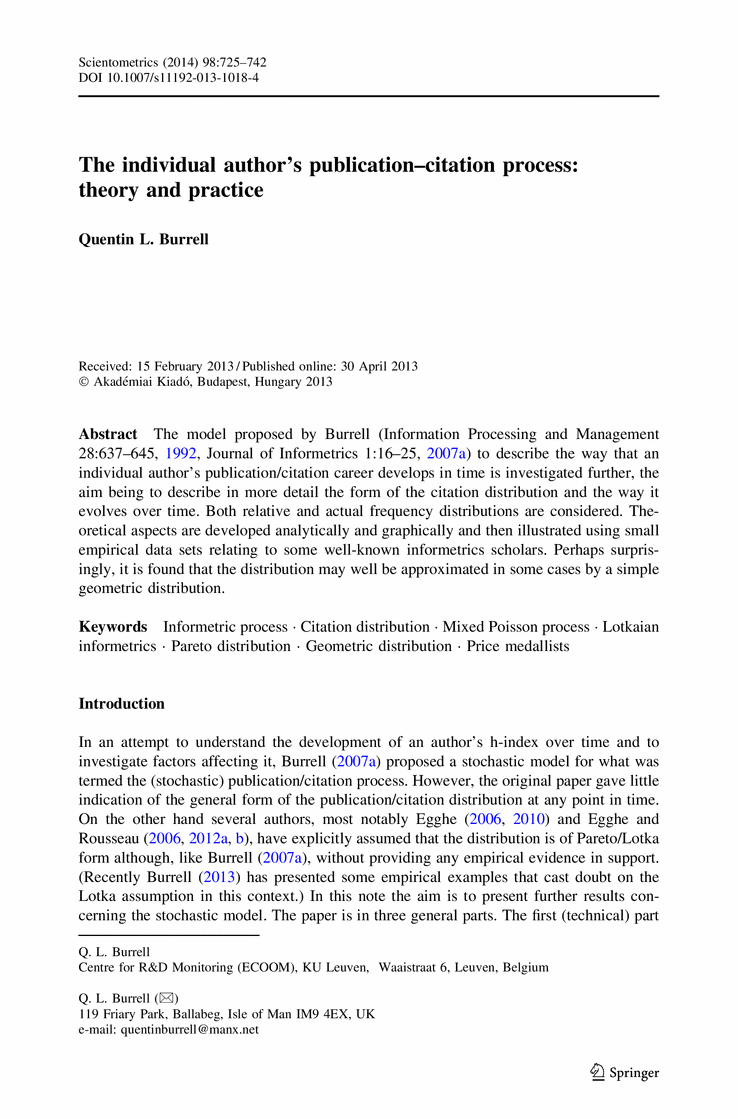 Scientometrics (2014) 98:725–742
DOI 10.1007/s11192-013-1018-4
The individual author's publication–citation process:
theory and practice
Quentin L. Burrell
Received: 15 February 2013 / Published online: 30 April 2013
© Akadémiai Kiadó, Budapest, Hungary 2013
Abstract The model proposed by Burrell (Information Processing and Management
28:637–645, 1992, Journal of Informetrics 1:16–25, 2007a) to describe the way that an
individual author's publication/citation career develops in time is investigated further, the
aim being to describe in more detail the form of the citation distribution and the way it
evolves over time. Both relative and actual frequency distributions are considered. The-
oretical aspects are developed analytically and graphically and then illustrated using small
empirical data sets relating to some well-known informetrics scholars. Perhaps surpris-
ingly, it is found that the distribution may well be approximated in some cases by a simple
geometric distribution.
Keywords Informetric process · Citation distribution · Mixed Poisson process · Lotkaian
informetrics · Pareto distribution · Geometric distribution · Price medallists
Introduction
In an attempt to understand the development of an author's h-index over time and to
investigate factors affecting it, Burrell (2007a) proposed a stochastic model for what was
termed the (stochastic) publication/citation process. However, the original paper gave little
indication of the general form of the publication/citation distribution at any point in time.
On the other hand several authors, most notably Egghe (2006, 2010) and Egghe and
Rousseau (2006, 2012a, b), have explicitly assumed that the distribution is of Pareto/Lotka
form although, like Burrell (2007a), without providing any empirical evidence in support.
(Recently Burrell (2013) has presented some empirical examples that cast doubt on the
Lotka assumption in this context.) In this note the aim is to present further results con-
cerning the stochastic model. The paper is in three general parts. The first (technical) part
Q. L. Burrell
Centre for R&D Monitoring (ECOOM), KU Leuven, Waaistraat 6, Leuven, Belgium
Q. L. Burrell (✉)
119 Friary Park, Ballabeg, Isle of Man IM9 4EX, UK
e-mail: quentinburrell@manx.net
Springer